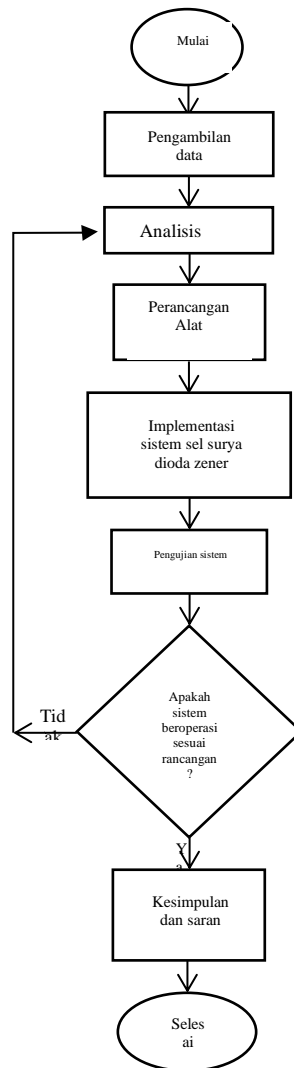 Mulai
Pengambilan
data
Analisis
Perancangan
Alat
Implementasi
sistem sel surya
dioda zener
Pengujian sistem
Apakah
sistem
beroperasi
sesuai
rancangan
?
Tid
ak
Y
a
Kesimpulan
dan saran
Seles
ai